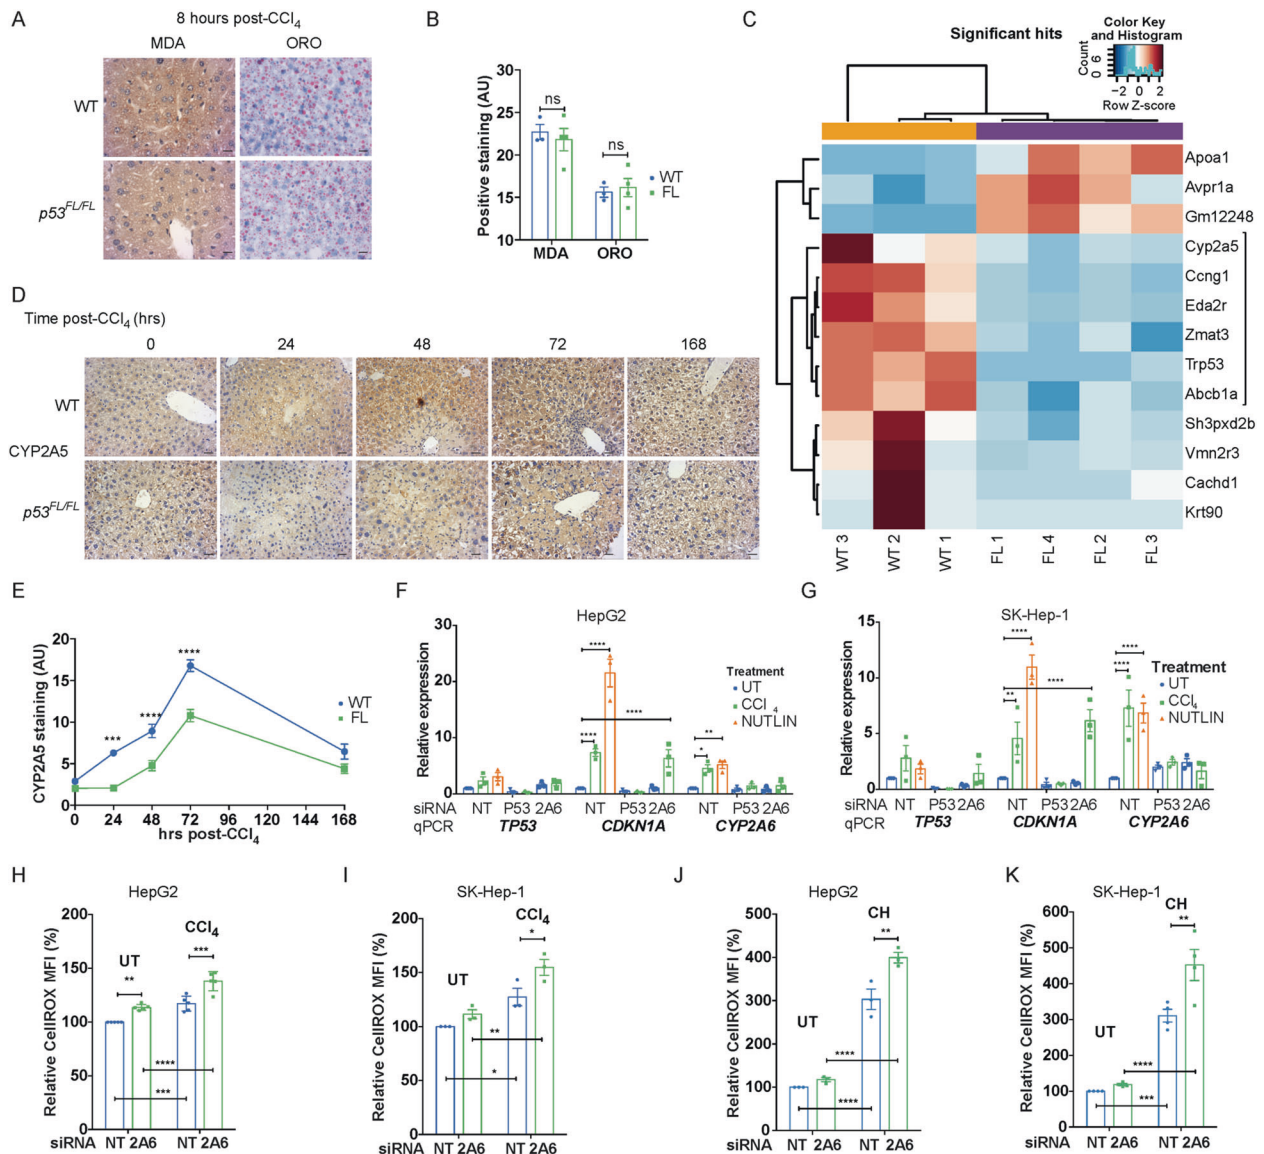 A
8 hours post-CCl4
MDA ORO
WT
p53FL/FL
B
Positive staining (AU)
30
25
20
15
10
ns
ns
MDA ORO
WT
FL
C
Significant hits
Color Key
and Histogram
Count
0 6
−2 0 2
Row Z-score
Apoa1
Avpr1a
Gm12248
Cyp2a5
Ccng1
Eda2r
Zmat3
Trp53
Abcb1a
Sh3pxd2b
Vmn2r3
Cachd1
Krt90
WT 3 WT 2 WT 1 FL 1 FL 4 FL 2 FL 3
D
Time post-CCl4 (hrs)
0 24 48 72 168
WT
CYP2A5
p53FL/FL
E
CYP2A5 staining (AU)
20
15
10
5
0
*** **** ****
WT
FL
0 24 48 72 96 120 144 168
hrs post-CCl4
F
HepG2
Relative expression
30
20
10
0
**** **** ****
* **
Treatment
UT
CCl 4
NUTLIN
siRNA NT P53 2A6 NT P53 2A6 NT P53 2A6
qPCR TP53 CDKN1A CYP2A6
G
SK-Hep-1
Relative expression
15
10
5
0
**** ** ****
**** ****
Treatment
UT
CCl4
NUTLIN
siRNA NT P53 2A6 NT P53 2A6 NT P53 2A6
qPCR TP53 CDKN1A CYP2A6
H
HepG2
Relative CellROX MFI (%)
200
150
100
50
0
UT
CCl4
** ***
****
***
siRNA NT 2A6 NT 2A6
I
SK-Hep-1
Relative CellROX MFI (%)
200
150
100
50
0
UT
CCl4
*
**
*
siRNA NT 2A6 NT 2A6
J
HepG2
Relative CellROX MFI (%)
500
400
300
200
100
0
UT
CH
**
****
****
siRNA NT 2A6 NT 2A6
K
SK-Hep-1
Relative CellROX MFI (%)
600
500
400
300
200
100
0
UT
CH
**
****
***
siRNA NT 2A6 NT 2A6